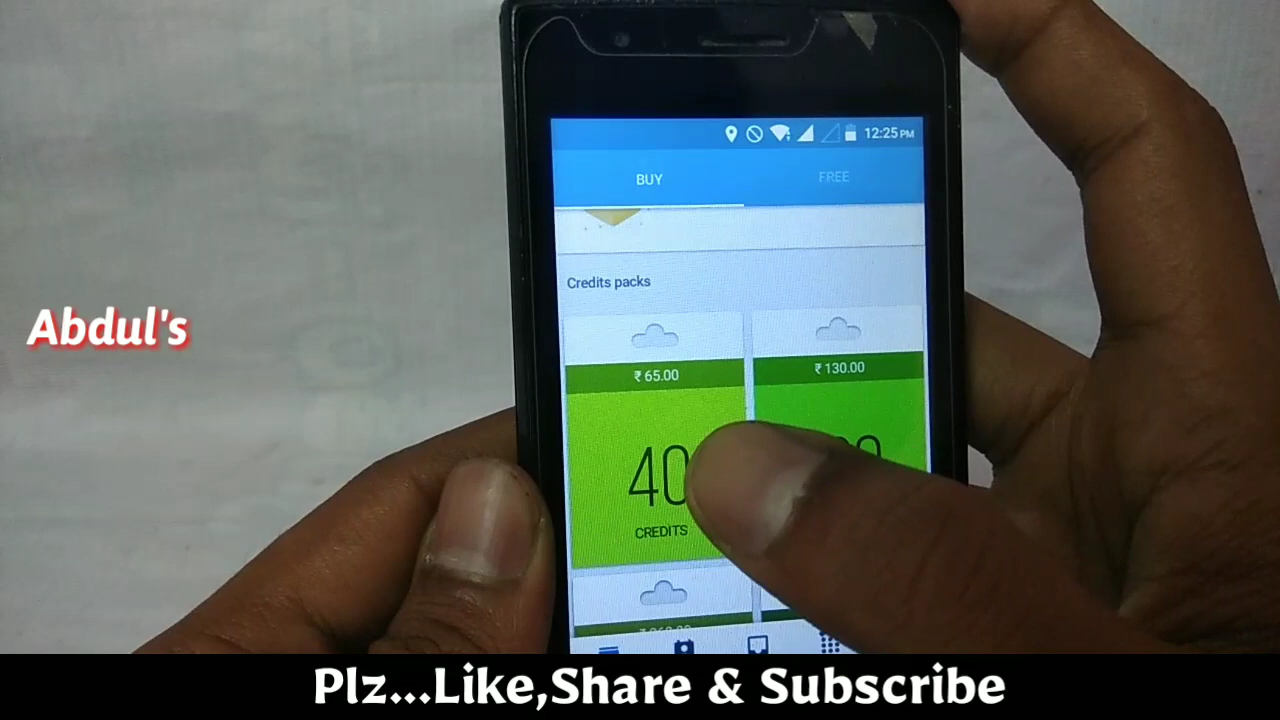 12:25 PM
BUY
FREE
Credits packs
₹ 65.00
₹ 130.00
40
CREDITS
Abdul's
Plz...Like,Share & Subscribe